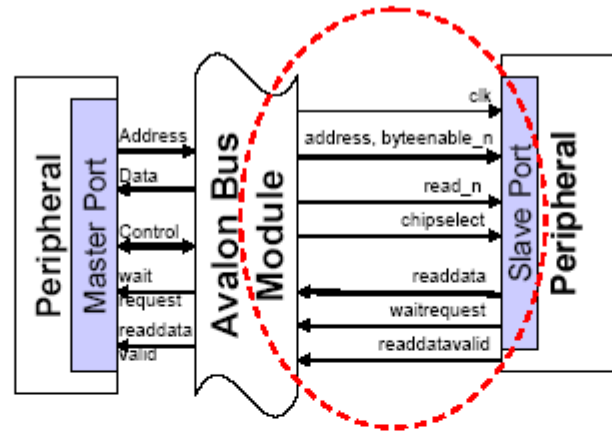 Peripheral
Master Port
Address
Data
Control
wait
request
readdata
valid
Avalon Bus
Module
clk
address, byteenable_n
read_n
chipselect
readdata
waitrequest
readdatavalid
Slave Port
Peripheral